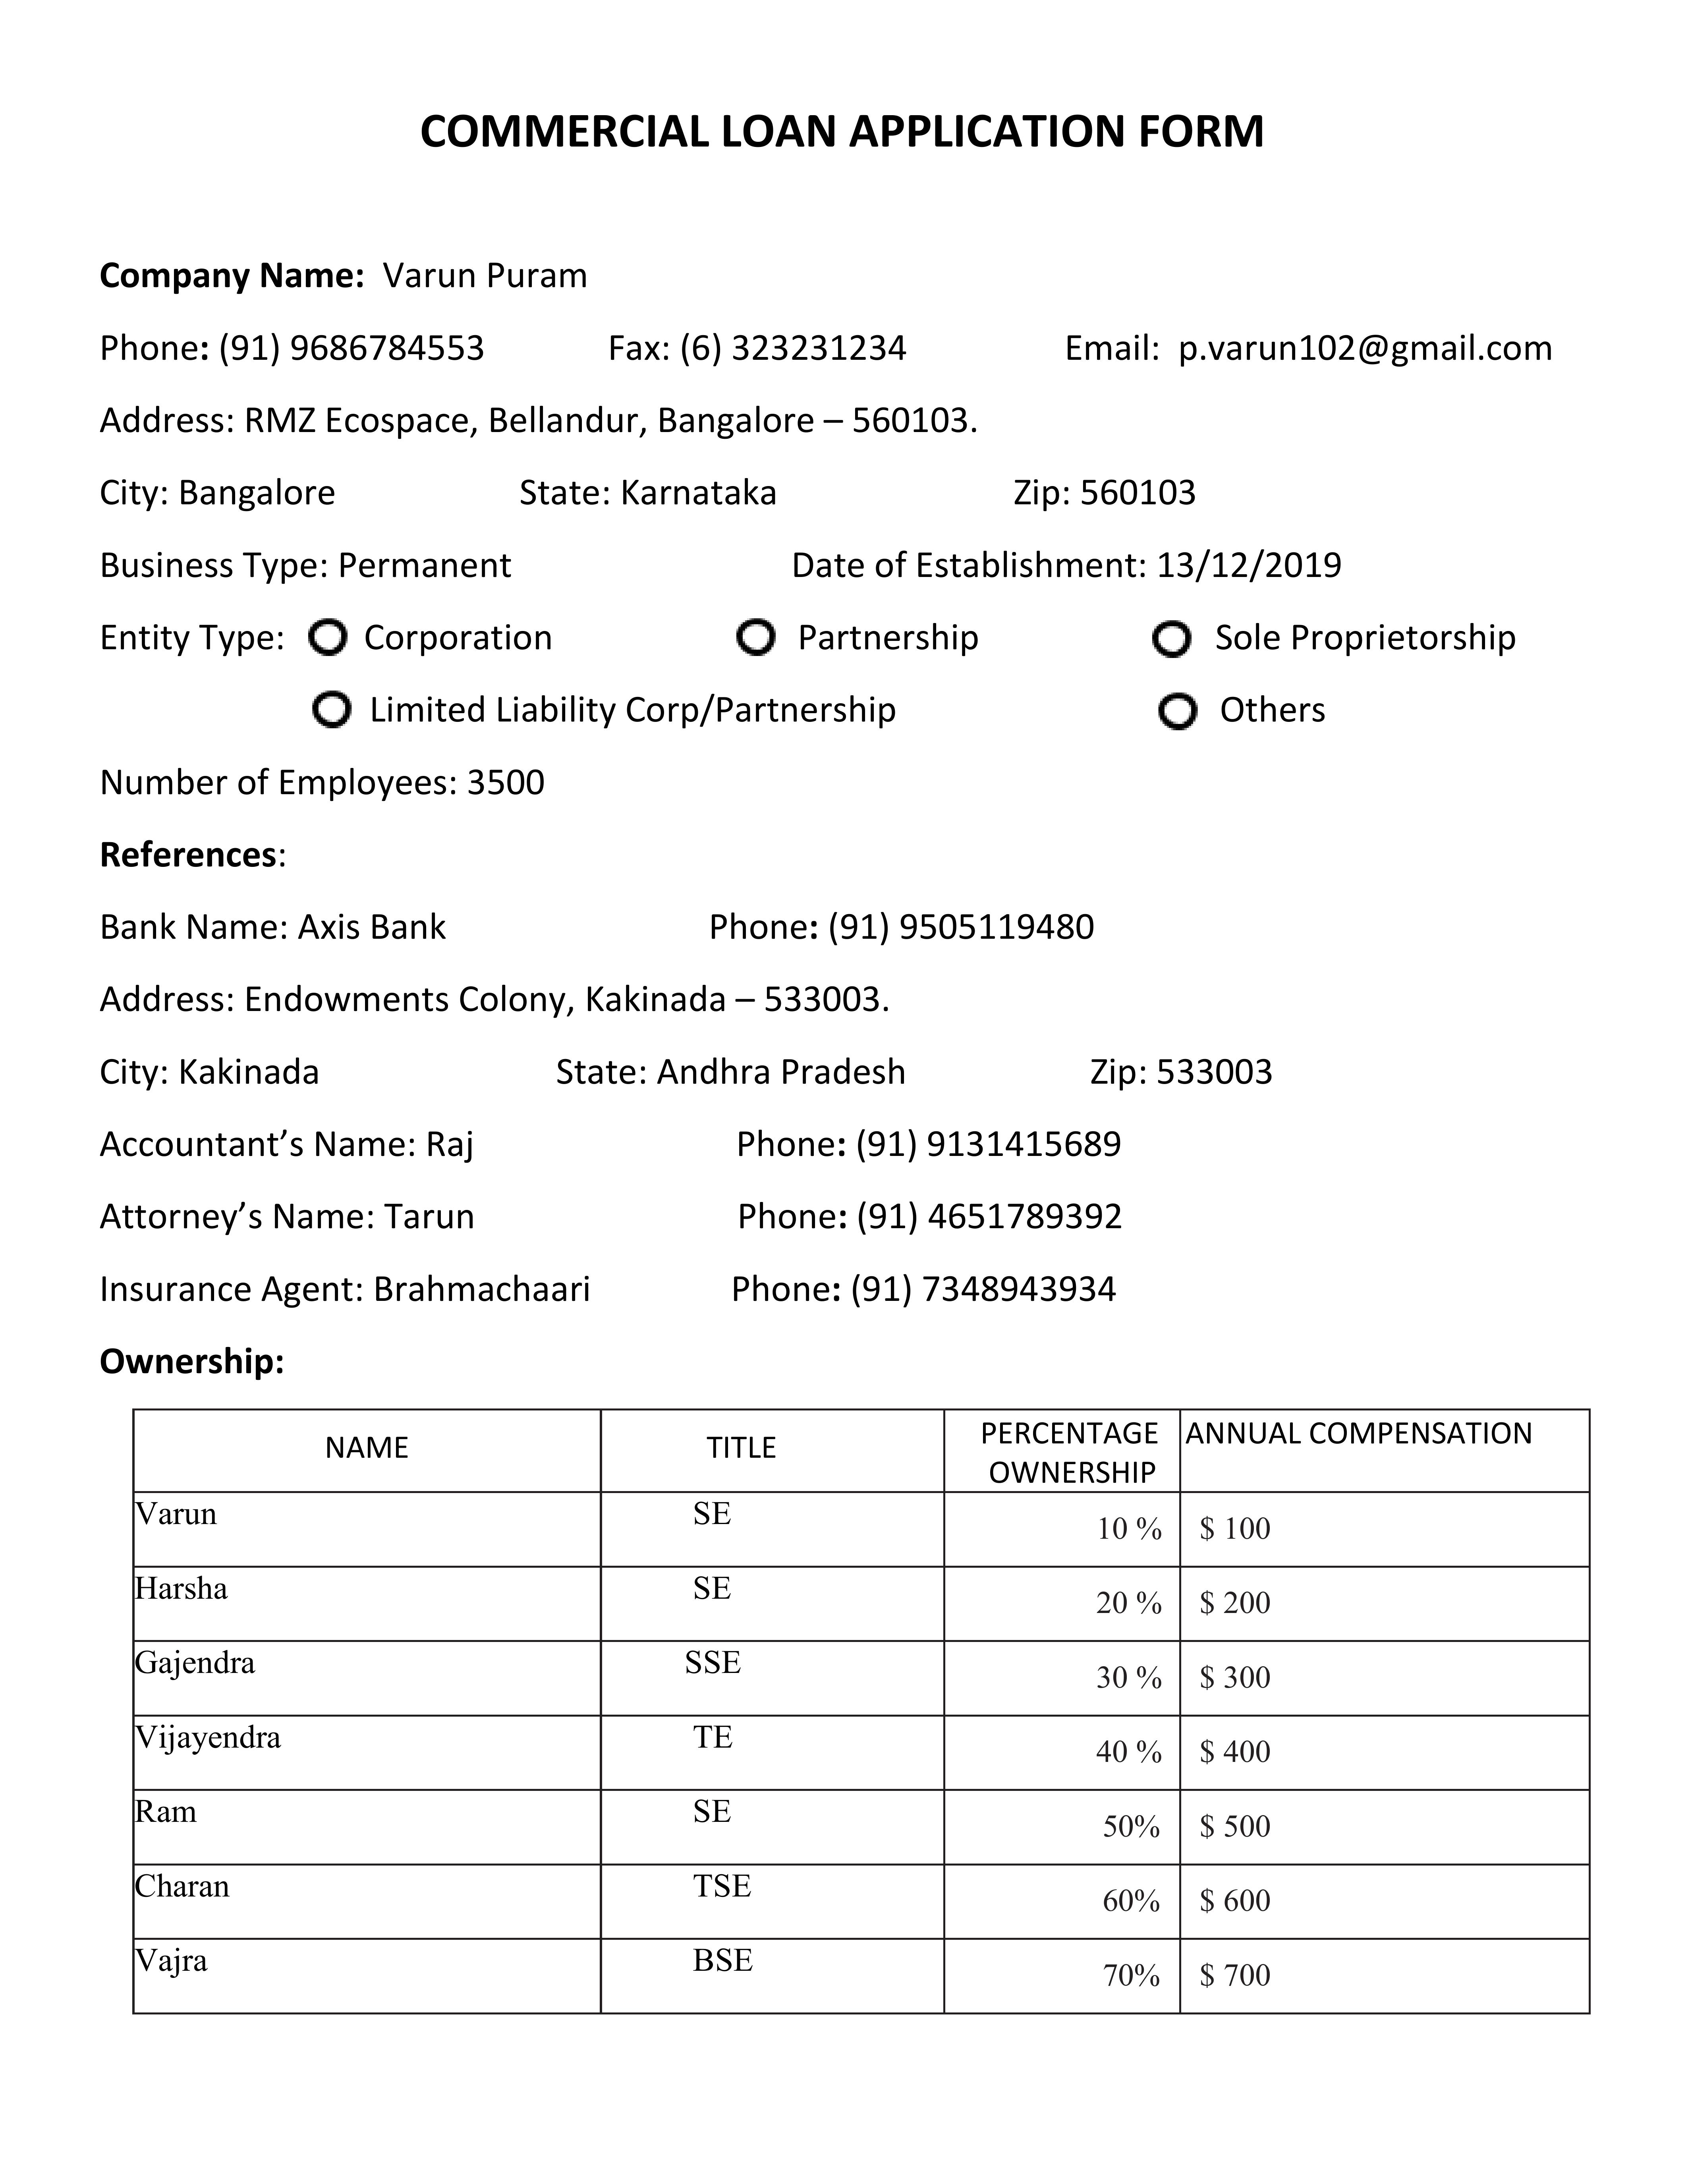 COMMERCIAL LOAN APPLICATION FORM
Company Name: Varun Puram
Phone: (91) 9686784553 Fax: (6) 323231234 Email: p.varun102@gmail.com
Address: RMZ Ecospace, Bellandur, Bangalore – 560103.
City: Bangalore State: Karnataka Zip: 560103
Business Type: Permanent Date of Establishment: 13/12/2019
Entity Type: Corporation Partnership Sole Proprietorship
Limited Liability Corp/Partnership Others
Number of Employees: 3500
References:
Bank Name: Axis Bank Phone: (91) 9505119480
Address: Endowments Colony, Kakinada – 533003.
City: Kakinada State: Andhra Pradesh Zip: 533003
Accountant’s Name: Raj Phone: (91) 9131415689
Attorney’s Name: Tarun Phone: (91) 4651789392
Insurance Agent: Brahmachaari Phone: (91) 7348943934
Ownership:
NAME TITLE PERCENTAGE OWNERSHIP ANNUAL COMPENSATION
Varun SE 10 % $ 100
Harsha SE 20 % $ 200
Gajendra SSE 30 % $ 300
Vijayendra TE 40 % $ 400
Ram SE 50% $ 500
Charan TSE 60% $ 600
Vajra BSE 70% $ 700